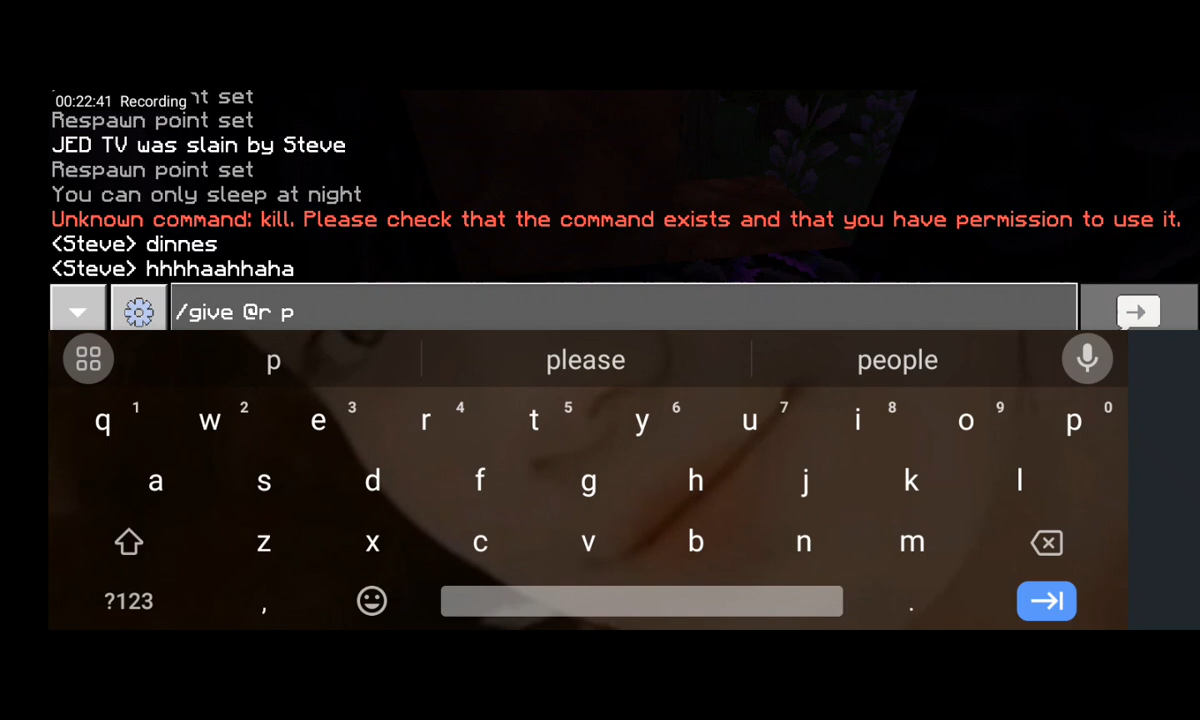 00:22:41 Recording
nt set
Respawn point set
JED TV was slain by Steve
Respawn point set
You can only sleep at night
Unknown command: kill. Please check that the command exists and that you have permission to use it.
<Steve> dinnes
<Steve> hhhhaahhaha
/give @r p
p please people
q 1 w 2 e 3 r 4 t 5 y 6 u 7 i 8 o 9 p 0
a s d f g h j k l
z x c v b n m
?123 , .